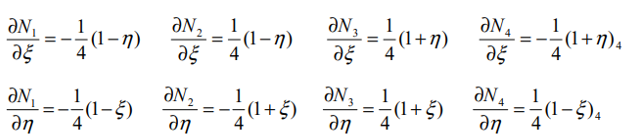 ∂N₁/∂ξ = −1/4(1−η) ∂N₂/∂ξ = 1/4(1−η) ∂N₃/∂ξ = 1/4(1+η) ∂N₄/∂ξ = −1/4(1+η)₄
∂N₁/∂η = −1/4(1−ξ) ∂N₂/∂η = −1/4(1+ξ) ∂N₃/∂η = 1/4(1+ξ) ∂N₄/∂η = 1/4(1−ξ)₄